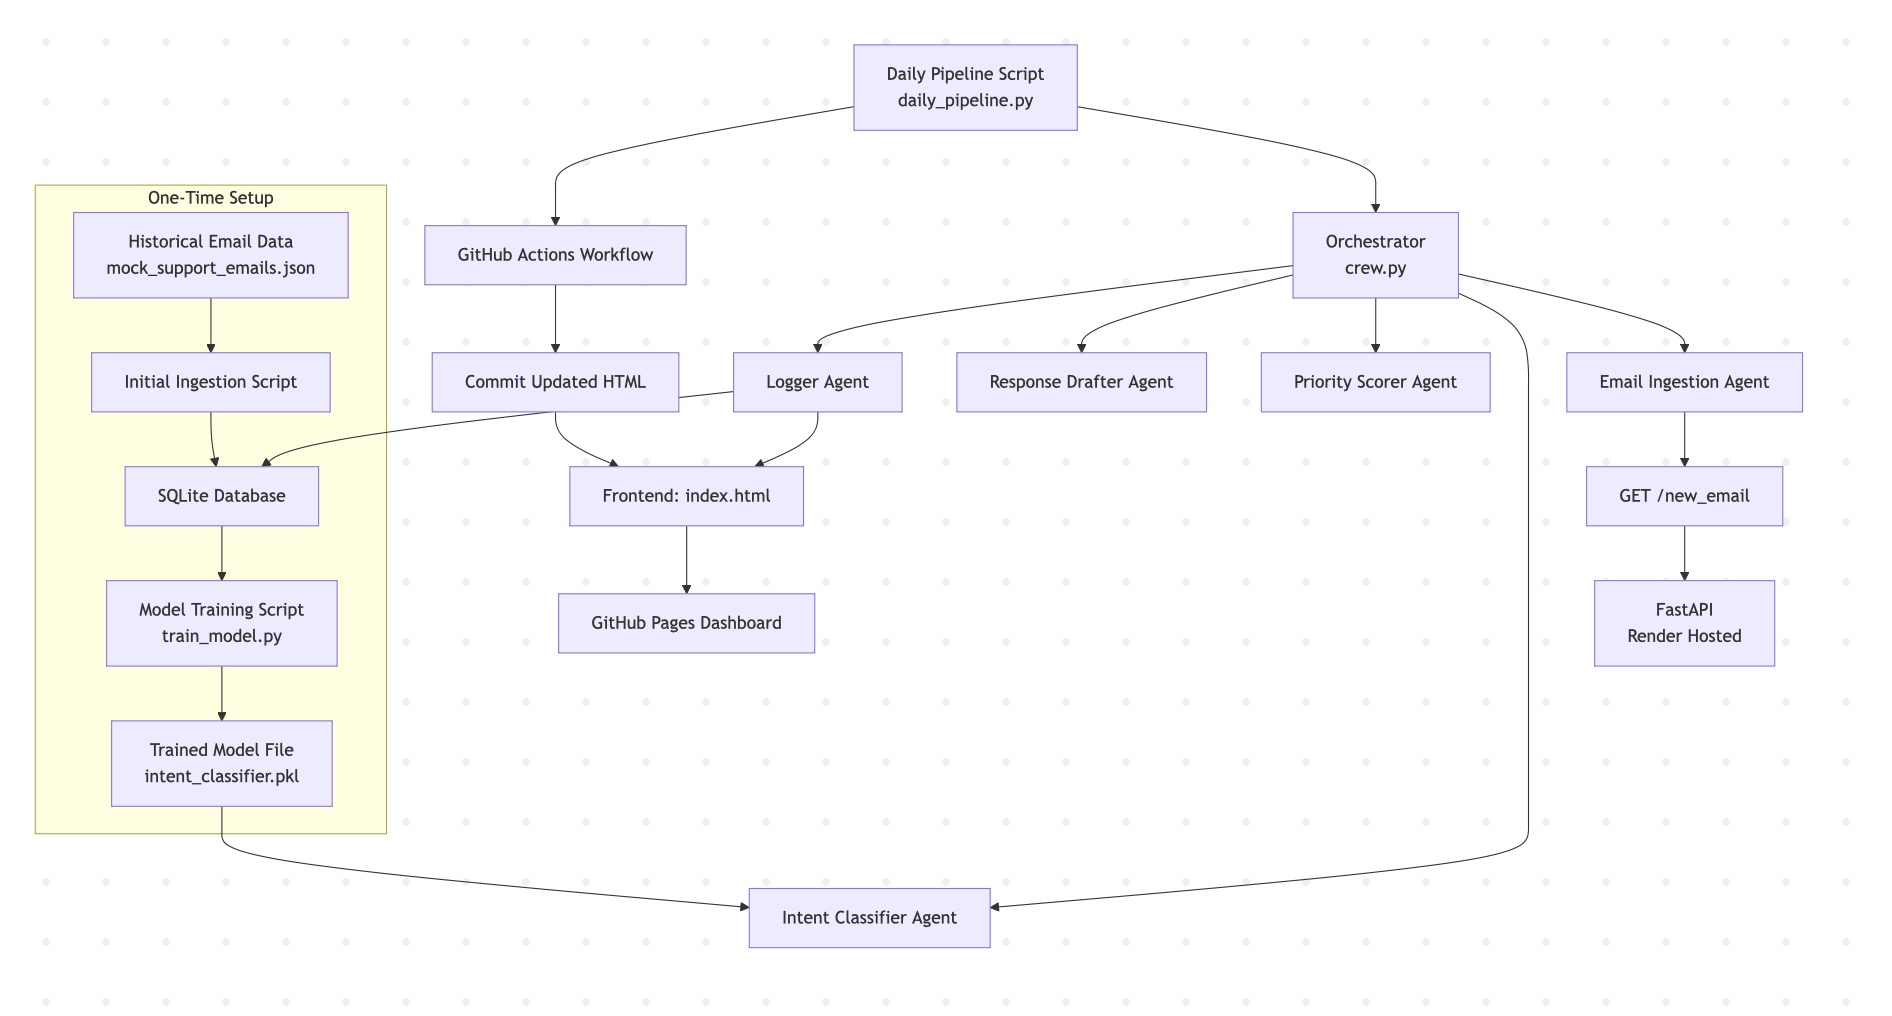 Daily Pipeline Script
daily_pipeline.py
One-Time Setup
Historical Email Data
mock_support_emails.json
GitHub Actions Workflow
Orchestrator
crew.py
Initial Ingestion Script
Commit Updated HTML
Logger Agent
Response Drafter Agent
Priority Scorer Agent
Email Ingestion Agent
SQLite Database
Frontend: index.html
GET /new_email
Model Training Script
train_model.py
GitHub Pages Dashboard
FastAPI
Render Hosted
Trained Model File
intent_classifier.pkl
Intent Classifier Agent